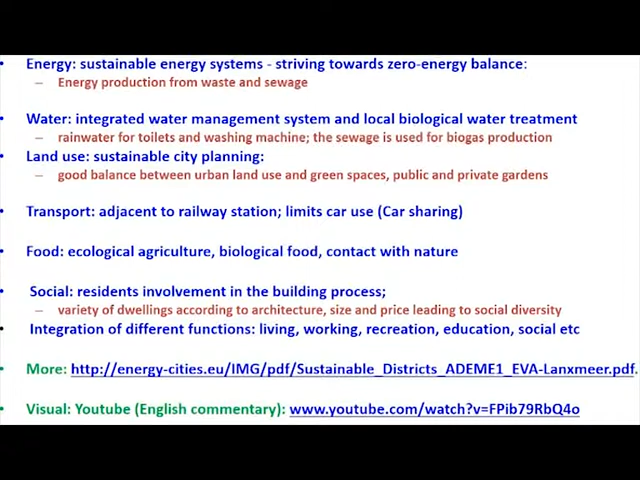 • Energy: sustainable energy systems - striving towards zero-energy balance:
– Energy production from waste and sewage
• Water: integrated water management system and local biological water treatment
– rainwater for toilets and washing machine; the sewage is used for biogas production
• Land use: sustainable city planning:
– good balance between urban land use and green spaces, public and private gardens
• Transport: adjacent to railway station; limits car use (Car sharing)
• Food: ecological agriculture, biological food, contact with nature
• Social: residents involvement in the building process;
– variety of dwellings according to architecture, size and price leading to social diversity
• Integration of different functions: living, working, recreation, education, social etc
• More: http://energy-cities.eu/IMG/pdf/Sustainable_Districts_ADEME1_EVA-Lanxmeer.pdf.
• Visual: Youtube (English commentary): www.youtube.com/watch?v=FPib79RbQ4o